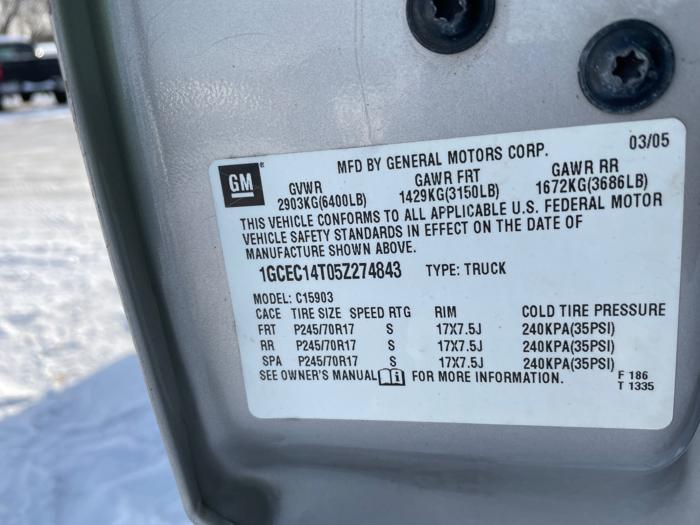 03/05
MFD BY GENERAL MOTORS CORP.
GM
GVWR GAWR FRT GAWR RR
2903KG(6400LB) 1429KG(3150LB) 1672KG(3686LB)
THIS VEHICLE CONFORMS TO ALL APPLICABLE U.S. FEDERAL MOTOR
VEHICLE SAFETY STANDARDS IN EFFECT ON THE DATE OF
MANUFACTURE SHOWN ABOVE.
1GCEC14T05Z274843 TYPE: TRUCK
MODEL: C15903
CACE TIRE SIZE SPEED RTG RIM COLD TIRE PRESSURE
FRT P245/70R17 S 17X7.5J 240KPA(35PSI)
RR P245/70R17 S 17X7.5J 240KPA(35PSI)
SPA P245/70R17 S 17X7.5J 240KPA(35PSI)
SEE OWNER'S MANUAL i FOR MORE INFORMATION.
F 186
T 1335